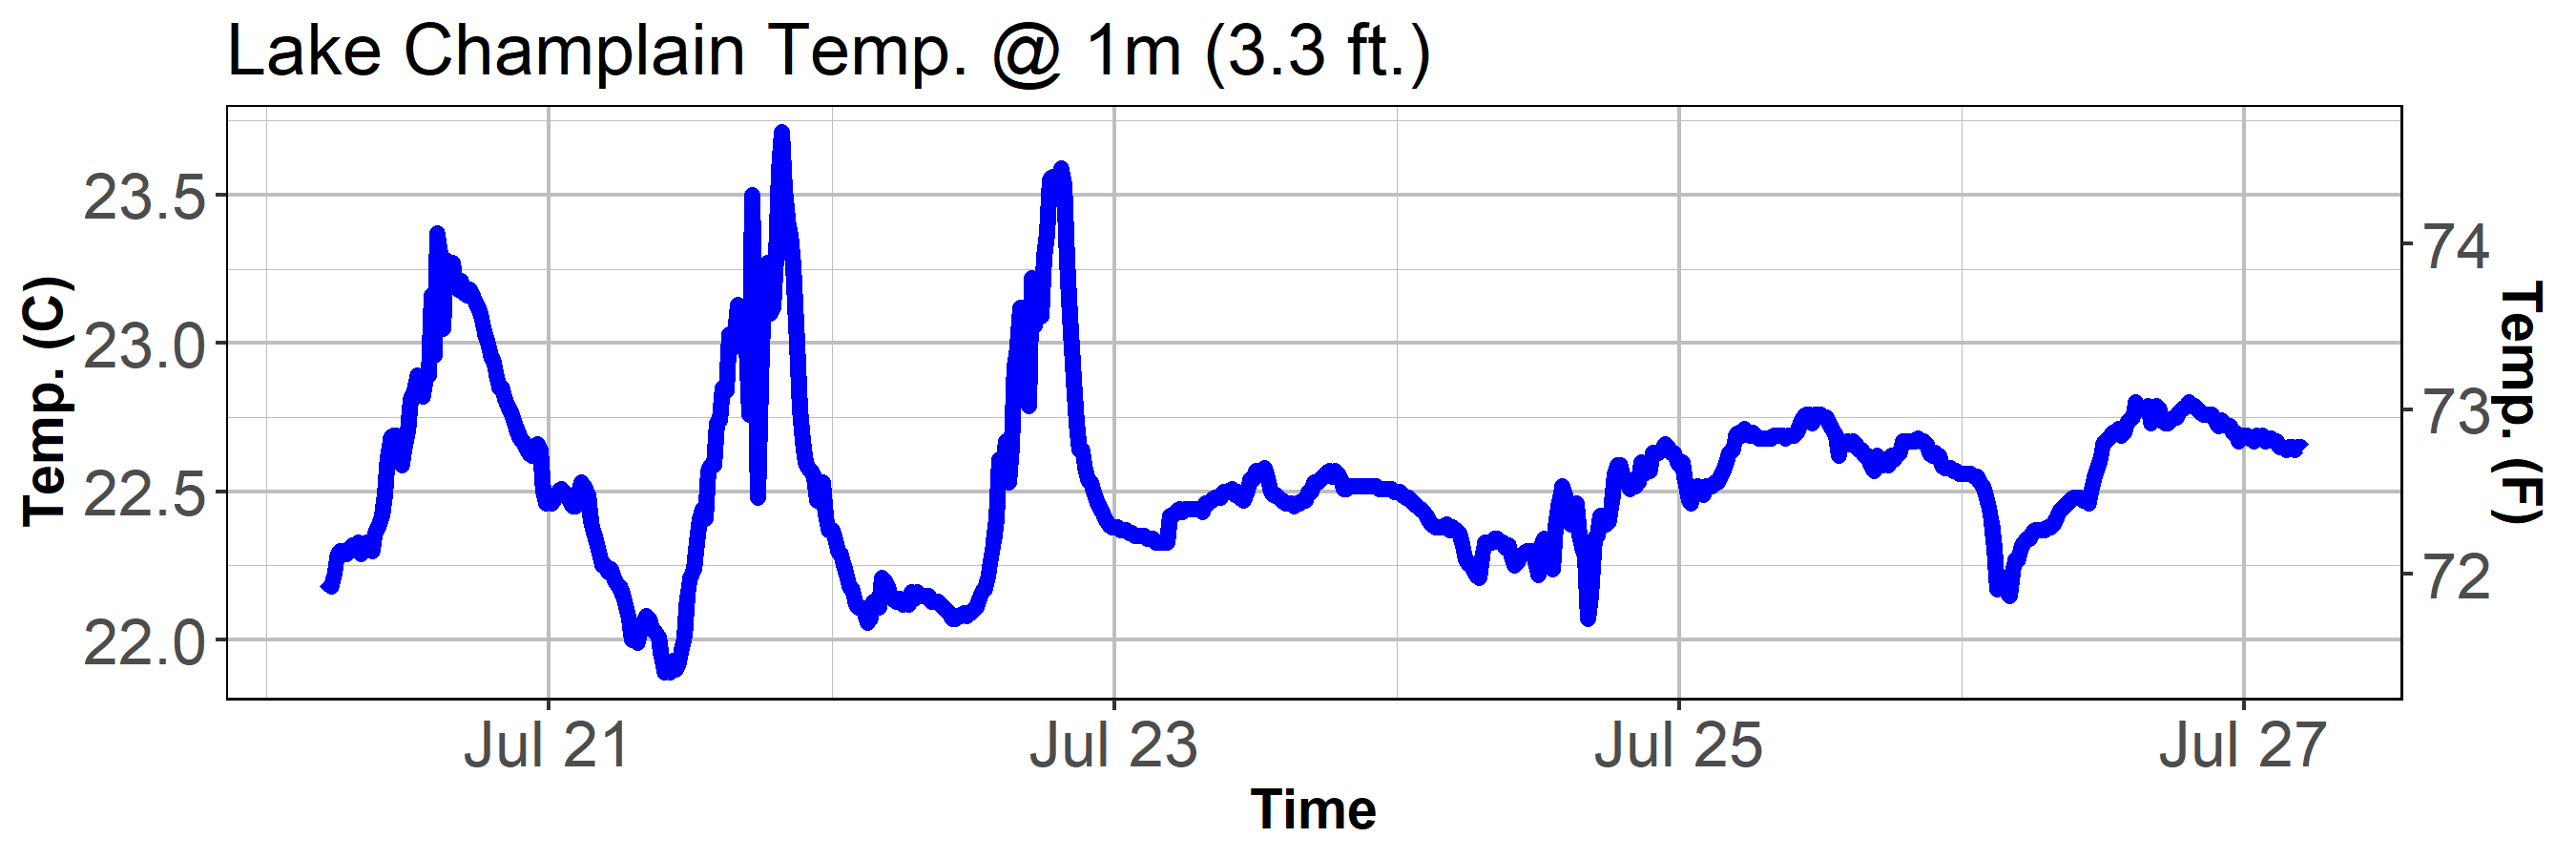 Lake Champlain Temp. @ 1m (3.3 ft.)
Temp. (C)
23.5
23.0
22.5
22.0
74
73
72
Temp. (F)
Jul 21
Jul 23
Jul 25
Jul 27
Time